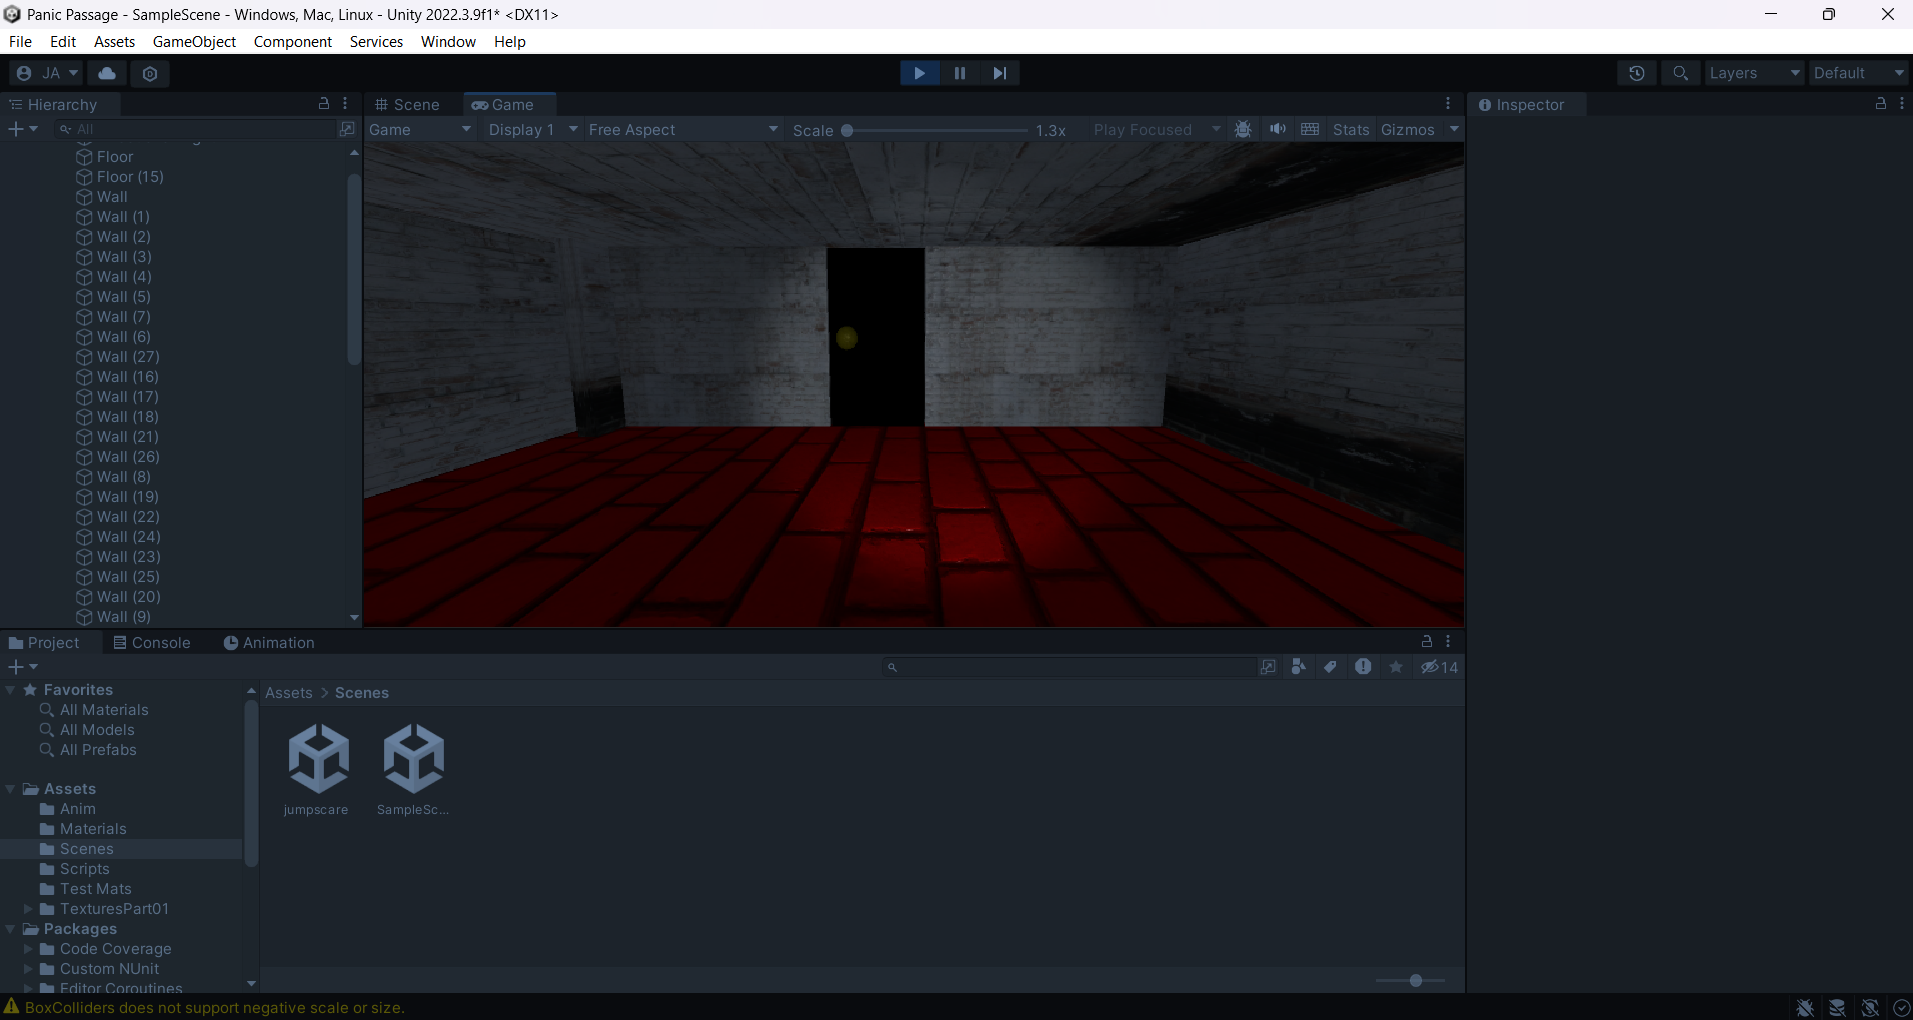 Panic Passage - SampleScene - Windows, Mac, Linux - Unity 2022.3.9f1* <DX11>
File Edit Assets GameObject Component Services Window Help
JA
Layers Default
Hierarchy
Scene Game
Inspector
All
Game Display 1 Free Aspect Scale 1.3x Play Focused Stats Gizmos
Floor
Floor (15)
Wall
Wall (1)
Wall (2)
Wall (3)
Wall (4)
Wall (5)
Wall (7)
Wall (6)
Wall (27)
Wall (16)
Wall (17)
Wall (18)
Wall (21)
Wall (26)
Wall (8)
Wall (19)
Wall (22)
Wall (24)
Wall (23)
Wall (25)
Wall (20)
Wall (9)
Project Console Animation
14
Favorites
All Materials
All Models
All Prefabs
Assets
Anim
Materials
Scenes
Scripts
Test Mats
TexturesPart01
Packages
Code Coverage
Custom NUnit
Editor Coroutines
Assets > Scenes
jumpscare SampleSc...
BoxColliders does not support negative scale or size.